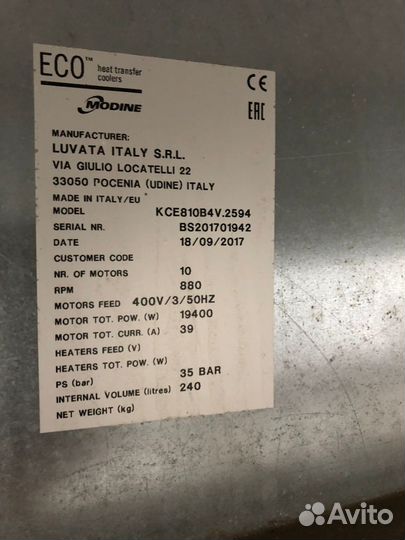 ECO™ heat transfer
coolers
CE
MODINE
EAC
MANUFACTURER:
LUVATA ITALY S.R.L.
VIA GIULIO LOCATELLI 22
33050 POCENIA (UDINE) ITALY
MADE IN ITALY/EU
MODEL KCE810B4V.2594
SERIAL NR. BS201701942
DATE 18/09/2017
CUSTOMER CODE
NR. OF MOTORS 10
RPM 880
MOTORS FEED 400V/3/50HZ
MOTOR TOT. POW. (W) 19400
MOTOR TOT. CURR. (A) 39
HEATERS FEED (V)
HEATERS TOT. POW. (W)
PS (bar) 35 BAR
INTERNAL VOLUME (litres) 240
NET WEIGHT (kg)
Avito